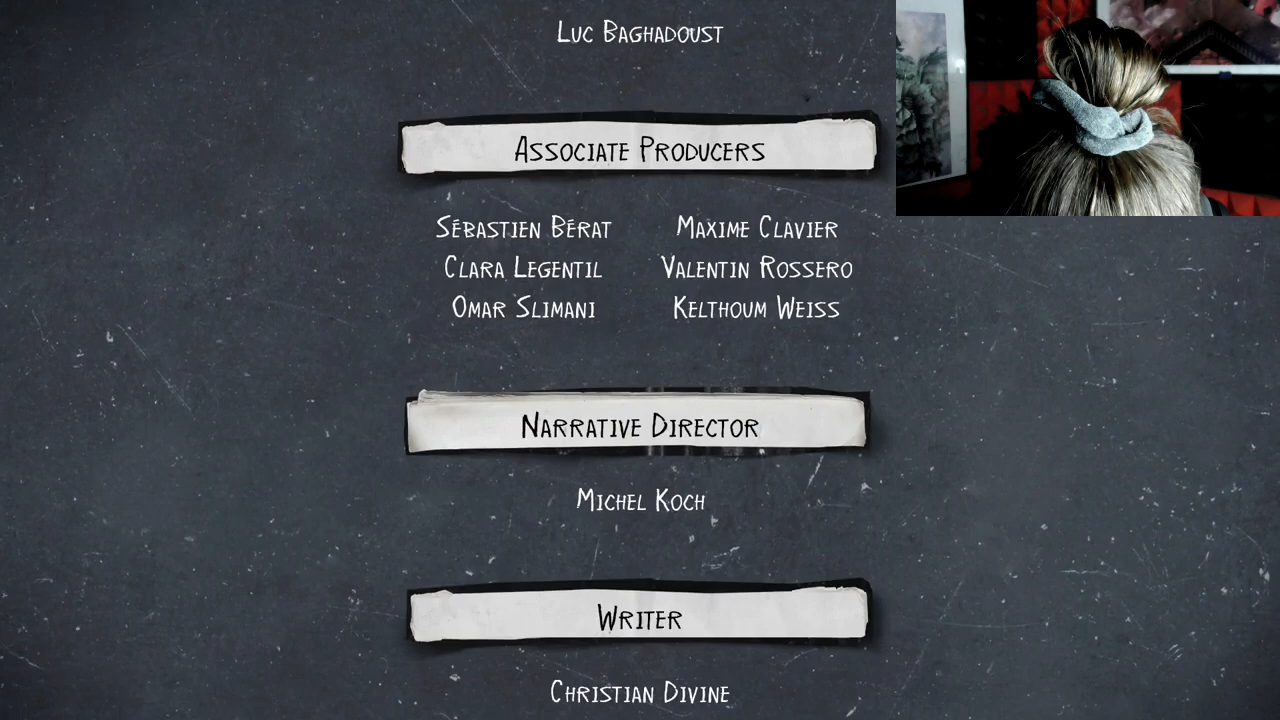 Luc Baghadoust
Associate Producers
Sébastien Bérat Maxime Clavier
Clara Legentil Valentin Rossero
Omar Slimani Kelthoum Weiss
Narrative Director
Michel Koch
Writer
Christian Divine